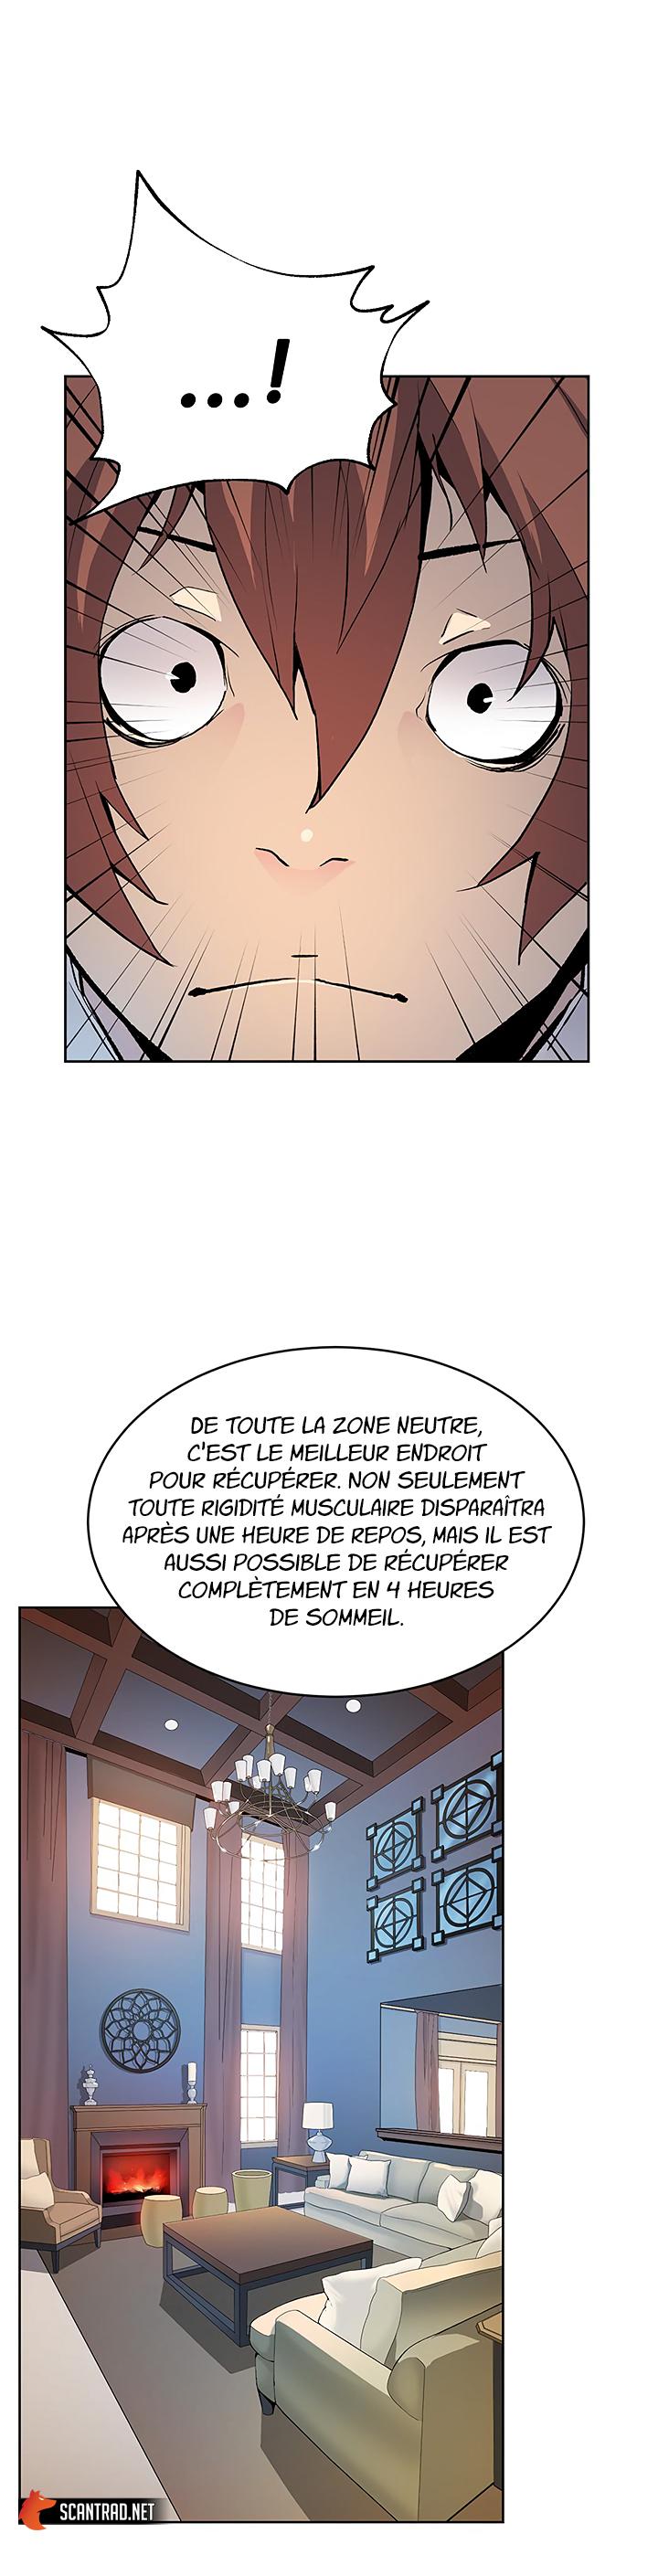 ...!
DE TOUTE LA ZONE NEUTRE,
C'EST LE MEILLEUR ENDROIT
POUR RÉCUPÉRER. NON SEULEMENT
TOUTE RIGIDITÉ MUSCULAIRE DISPARAÎTRA
APRÈS UNE HEURE DE REPOS, MAIS IL EST
AUSSI POSSIBLE DE RÉCUPÉRER
COMPLÈTEMENT EN 4 HEURES
DE SOMMEIL.
SCANTRAD.NET